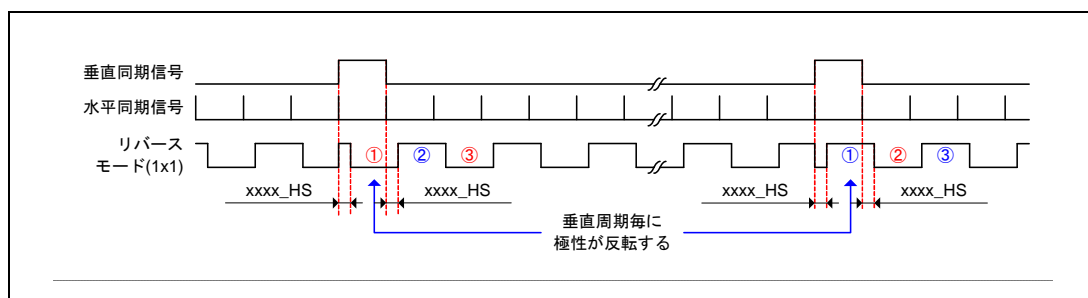 垂直同期信号
水平同期信号
リバース
モード(1x1)
① ② ③ ① ② ③
xxxx_HS xxxx_HS xxxx_HS xxxx_HS
垂直周期毎に
極性が反転する